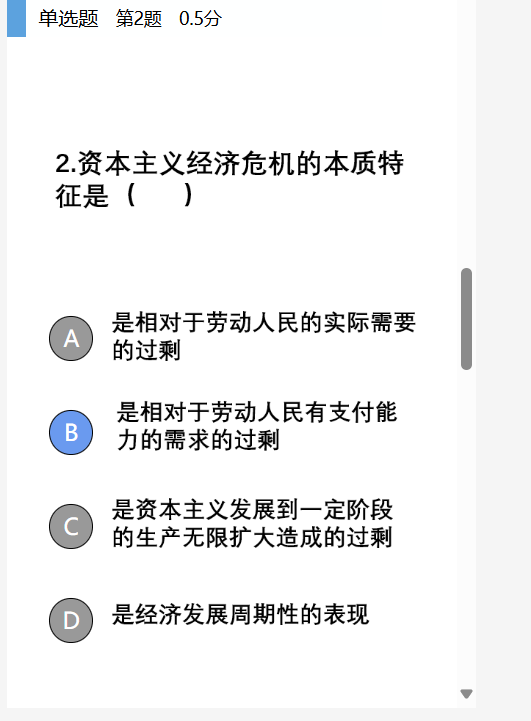 单选题 第2题 0.5分
2.资本主义经济危机的本质特
征是（ ）
A 是相对于劳动人民的实际需要
的过剩
B 是相对于劳动人民有支付能
力的需求的过剩
C 是资本主义发展到一定阶段
的生产无限扩大造成的过剩
D 是经济发展周期性的表现